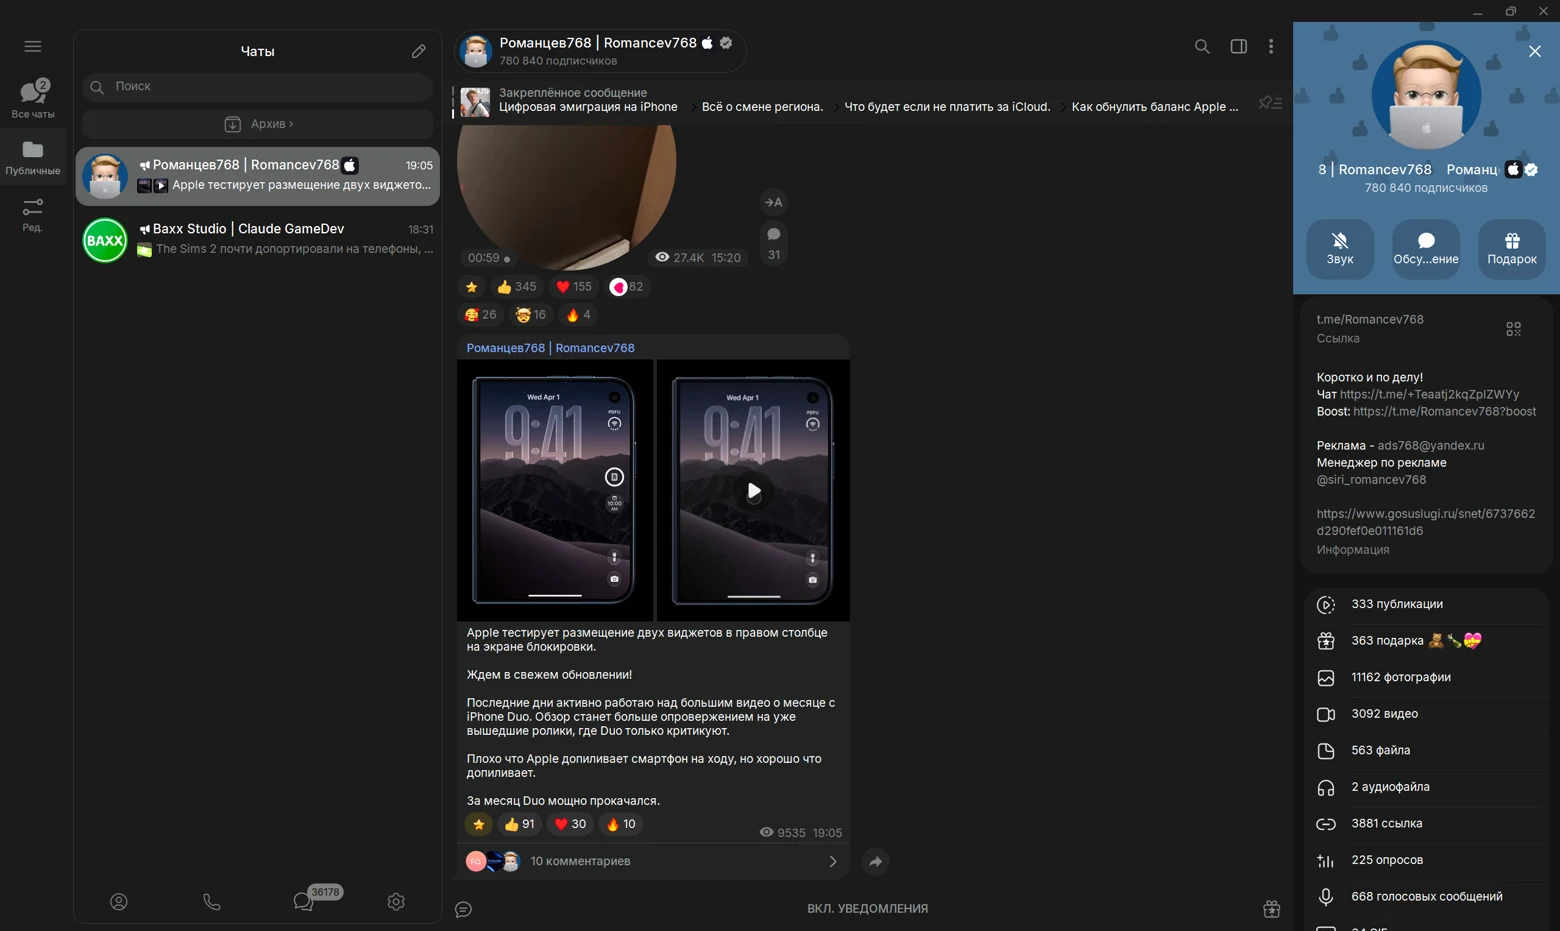 Чаты
Поиск
Архив ›
2
Все чаты
Публичные
Ред.
Романцев768 | Romancev768
19:05
Apple тестирует размещение двух виджето...
BAXX
Baxx Studio | Claude GameDev
18:31
The Sims 2 почти допортировали на телефоны, ...
36178
Романцев768 | Romancev768
780 840 подписчиков
Закреплённое сообщение
Цифровая эмиграция на iPhone
Всё о смене региона.
Что будет если не платить за iCloud.
Как обнулить баланс Apple ...
00:59
27.4K 15:20
31
345
155
82
26
16
4
Романцев768 | Romancev768
Wed Apr 1
9:41
PDFU
10:00
AM
Wed Apr 1
9:41
PDFU
Apple тестирует размещение двух виджетов в правом столбце
на экране блокировки.
Ждем в свежем обновлении!
Последние дни активно работаю над большим видео о месяце с
iPhone Duo. Обзор станет больше опровержением на уже
вышедшие ролики, где Duo только критикуют.
Плохо что Apple допиливает смартфон на ходу, но хорошо что
допиливает.
За месяц Duo мощно прокачался.
91
30
10
9535 19:05
10 комментариев
ВКЛ. УВЕДОМЛЕНИЯ
8 | Romancev768 Романц
780 840 подписчиков
Звук
Обсу...ение
Подарок
t.me/Romancev768
Ссылка
Коротко и по делу!
Чат https://t.me/+Teaatj2kqZplZWYy
Boost: https://t.me/Romancev768?boost
Реклама - ads768@yandex.ru
Менеджер по рекламе
@siri_romancev768
https://www.gosuslugi.ru/snet/6737662
d290fef0e011161d6
Информация
333 публикации
363 подарка
11162 фотографии
3092 видео
563 файла
2 аудиофайла
3881 ссылка
225 опросов
668 голосовых сообщений